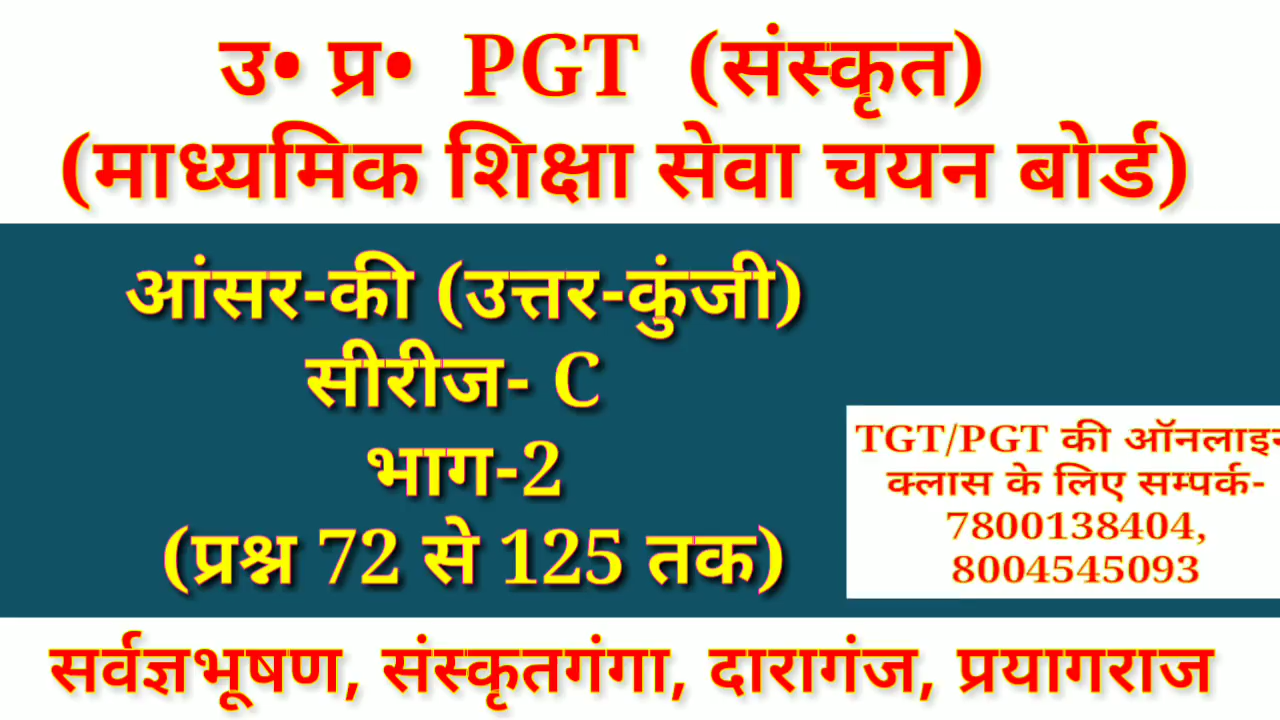 उ• प्र• PGT (संस्कृत)
(माध्यमिक शिक्षा सेवा चयन बोर्ड)
आंसर-की (उत्तर-कुंजी)
सीरीज- C
भाग-2
(प्रश्न 72 से 125 तक)
TGT/PGT की ऑनलाइन
क्लास के लिए सम्पर्क-
7800138404,
8004545093
सर्वज्ञभूषण, संस्कृतगंगा, दारागंज, प्रयागराज